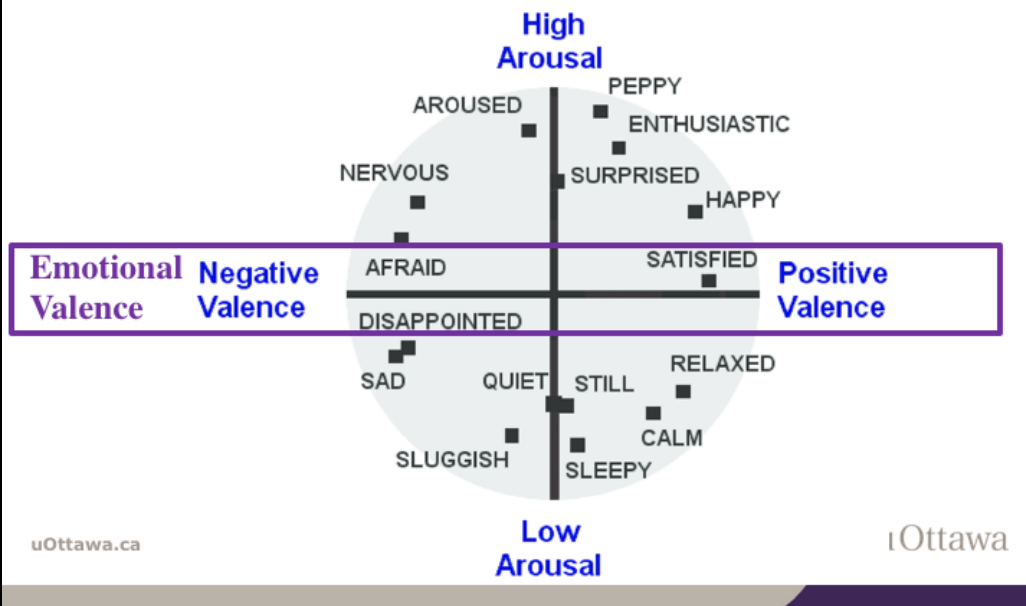 High
Arousal
PEPPY
AROUSED
ENTHUSIASTIC
NERVOUS
SURPRISED
HAPPY
Emotional
Valence
Negative
Valence
AFRAID
SATISFIED
Positive
Valence
DISAPPOINTED
SAD
QUIET
STILL
RELAXED
CALM
SLUGGISH
SLEEPY
Low
Arousal
uOttawa.ca
uOttawa